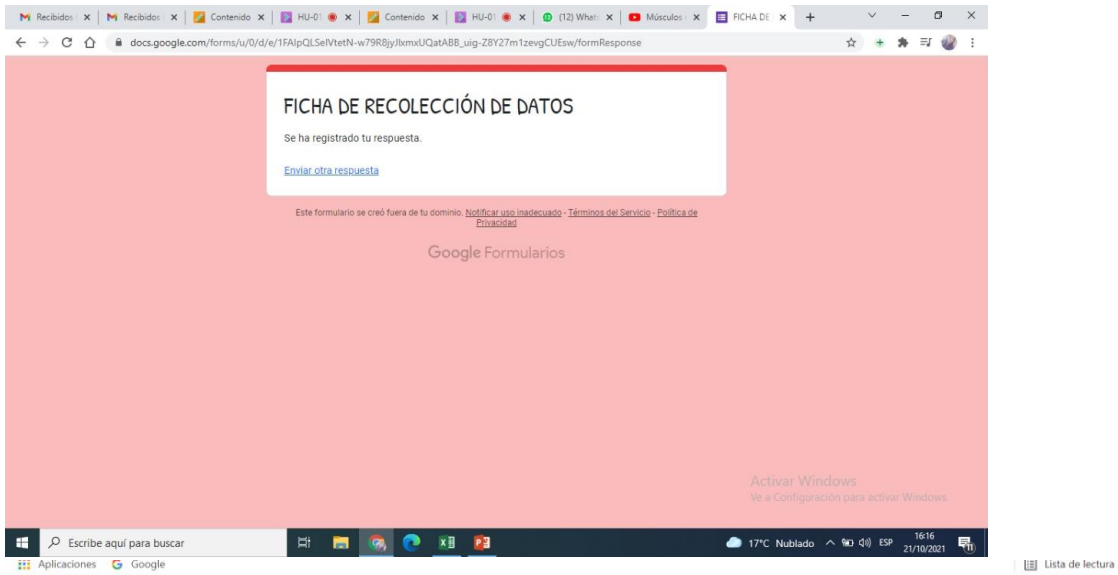 Recibidos
Recibidos
Contenido
HU-01
Contenido
HU-01
(12) What
Músculos
FICHA DE
docs.google.com/forms/u/0/d/e/1FAIpQLSelVtetN-w79R8jyJlxmxUQatABB_uig-Z8Y27m1zevgCUEsw/formResponse
FICHA DE RECOLECCIÓN DE DATOS
Se ha registrado tu respuesta.
Enviar otra respuesta
Este formulario se creó fuera de tu dominio. Notificar uso inadecuado - Términos del Servicio - Política de
Privacidad
Google Formularios
Activar Windows
Ve a Configuración para activar Windows.
Escribe aquí para buscar
17°C Nublado
ESP
16:16
21/10/2021
Aplicaciones
Google
Lista de lectura